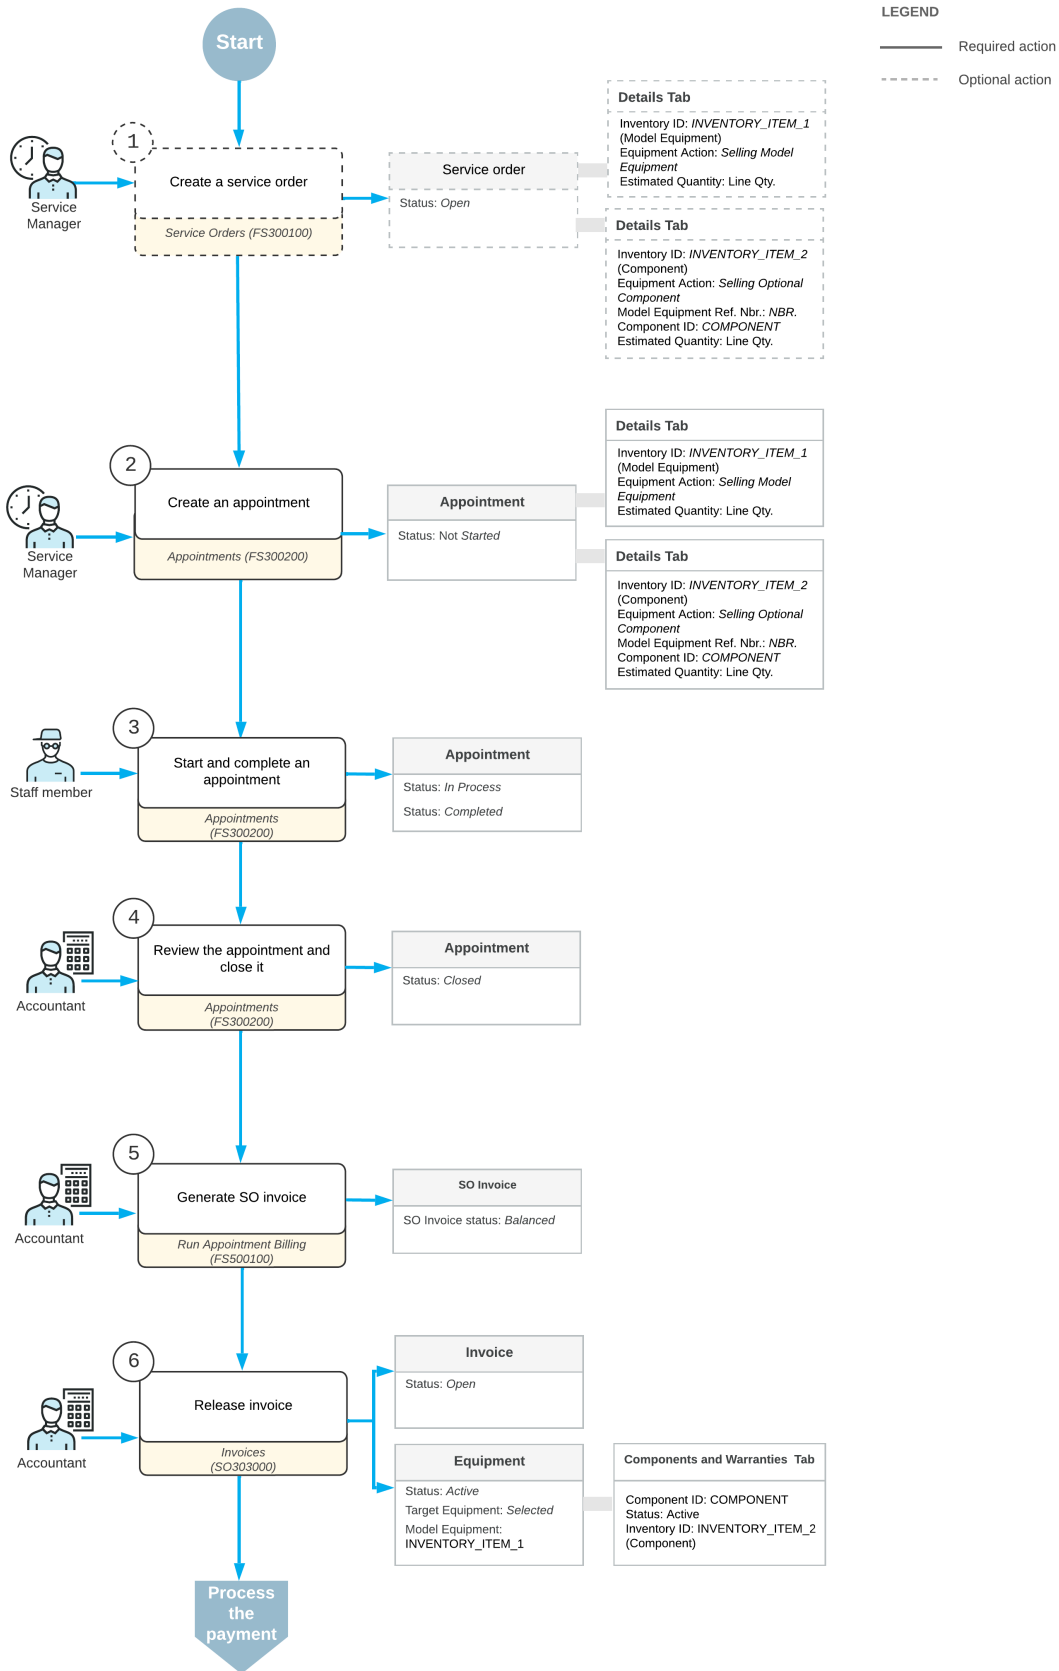 LEGEND
Required action
Optional action
Start
1
Create a service order
Service Orders (FS300100)
Service
Manager
Service order
Status: Open
Details Tab
Inventory ID: INVENTORY_ITEM_1
(Model Equipment)
Equipment Action: Selling Model
Equipment
Estimated Quantity: Line Qty.
Details Tab
Inventory ID: INVENTORY_ITEM_2
(Component)
Equipment Action: Selling Optional
Component
Model Equipment Ref. Nbr.: NBR.
Component ID: COMPONENT
Estimated Quantity: Line Qty.
2
Create an appointment
Appointments (FS300200)
Service
Manager
Appointment
Status: Not Started
Details Tab
Inventory ID: INVENTORY_ITEM_1
(Model Equipment)
Equipment Action: Selling Model
Equipment
Estimated Quantity: Line Qty.
Details Tab
Inventory ID: INVENTORY_ITEM_2
(Component)
Equipment Action: Selling Optional
Component
Model Equipment Ref. Nbr.: NBR.
Component ID: COMPONENT
Estimated Quantity: Line Qty.
3
Start and complete an
appointment
Appointments
(FS300200)
Staff member
Appointment
Status: In Process
Status: Completed
4
Review the appointment and
close it
Appointments
(FS300200)
Accountant
Appointment
Status: Closed
5
Generate SO invoice
Run Appointment Billing
(FS500100)
Accountant
SO Invoice
SO Invoice status: Balanced
6
Release invoice
Invoices
(SO303000)
Accountant
Invoice
Status: Open
Equipment
Status: Active
Target Equipment: Selected
Model Equipment:
INVENTORY_ITEM_1
Components and Warranties Tab
Component ID: COMPONENT
Status: Active
Inventory ID: INVENTORY_ITEM_2
(Component)
Process
the
payment